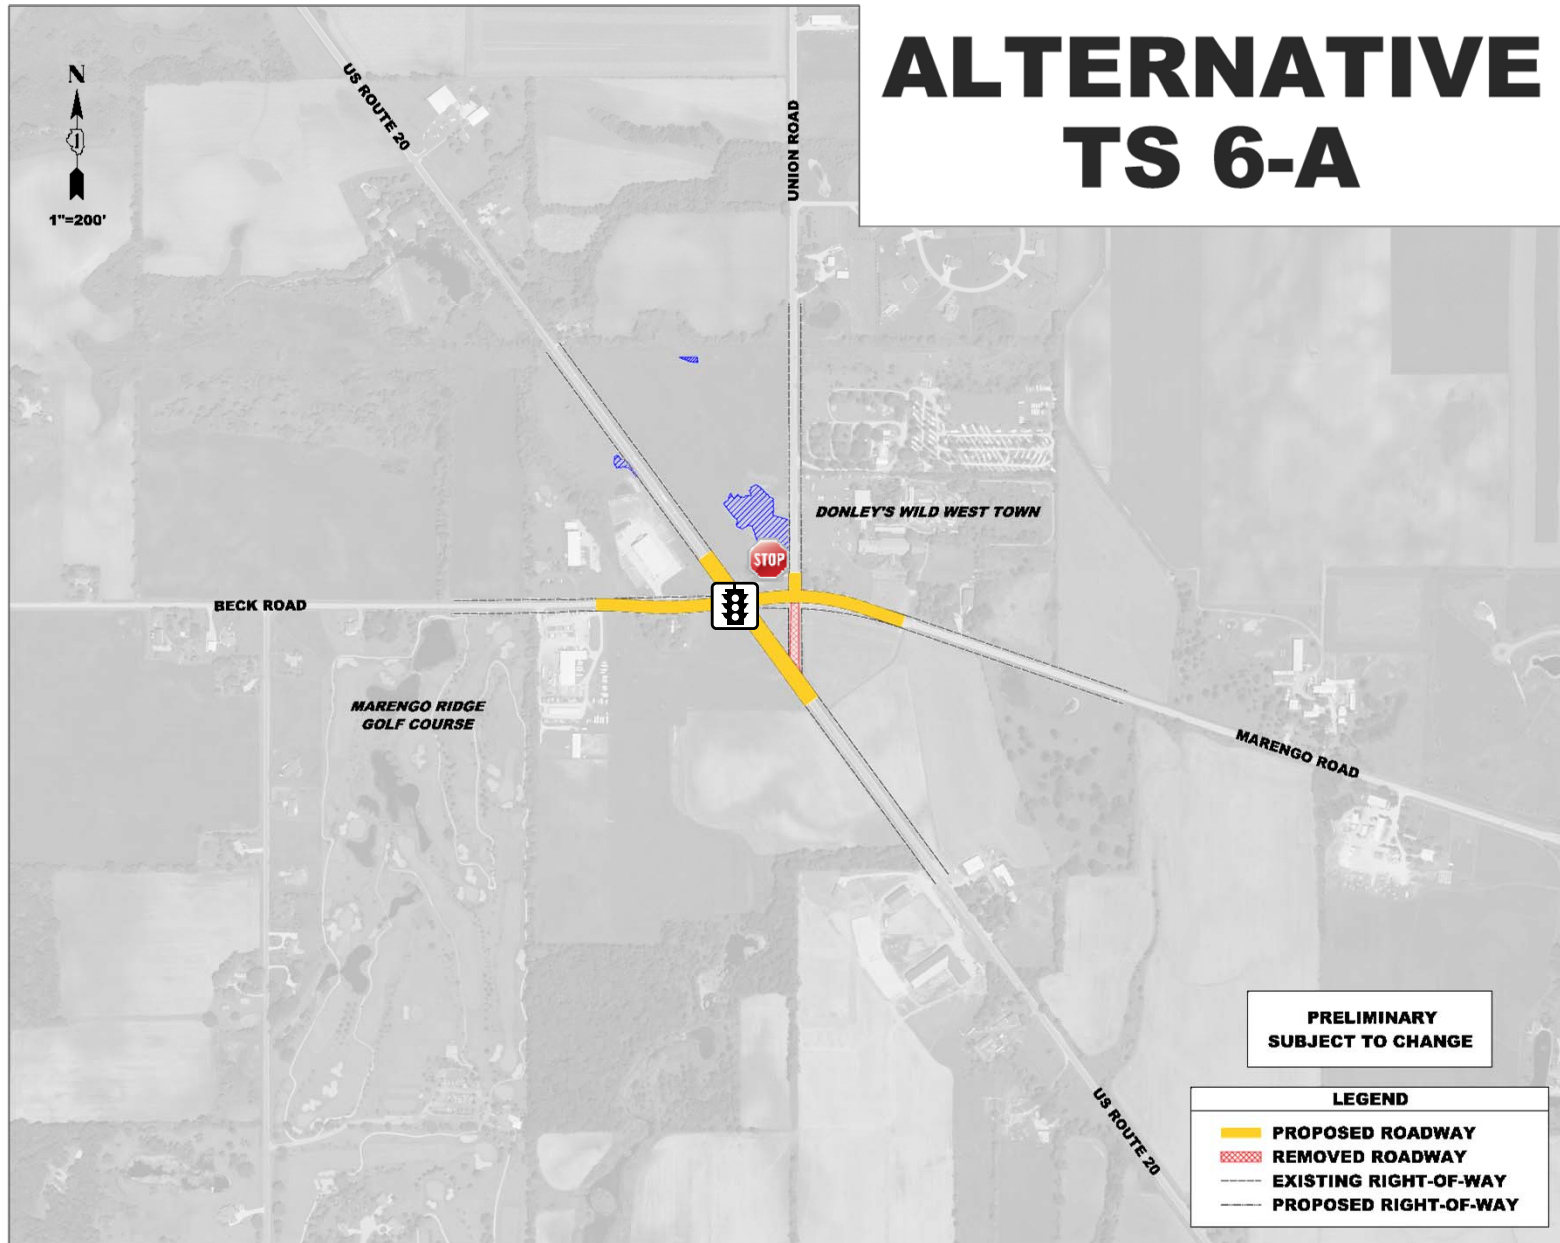 ALTERNATIVE
TS 6-A
N
1
1"=200'
US ROUTE 20
UNION ROAD
DONLEY'S WILD WEST TOWN
STOP
BECK ROAD
MARENGO RIDGE
GOLF COURSE
MARENGO ROAD
US ROUTE 20
PRELIMINARY
SUBJECT TO CHANGE
LEGEND
PROPOSED ROADWAY
REMOVED ROADWAY
EXISTING RIGHT-OF-WAY
PROPOSED RIGHT-OF-WAY